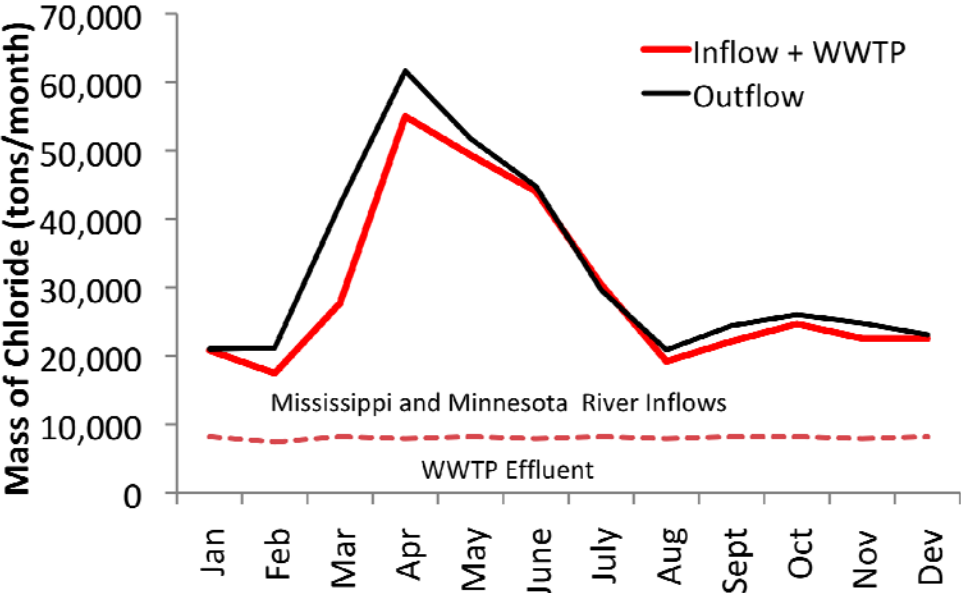 Mass of Chloride (tons/month)
70,000
60,000
50,000
40,000
30,000
20,000
10,000
0
Inflow + WWTP
Outflow
Mississippi and Minnesota River Inflows
WWTP Effluent
Jan
Feb
Mar
Apr
May
June
July
Aug
Sept
Oct
Nov
Dev